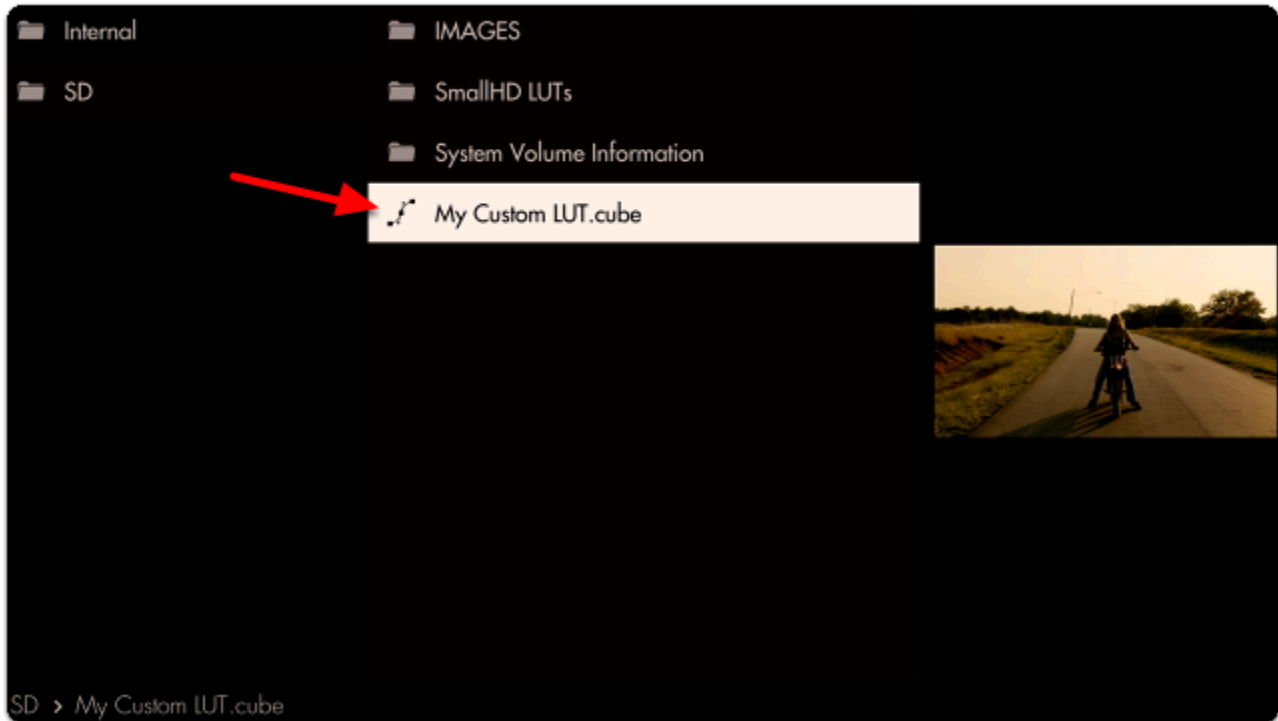 Internal
SD
IMAGES
SmallHD LUTs
System Volume Information
My Custom LUT.cube
SD > My Custom LUT.cube